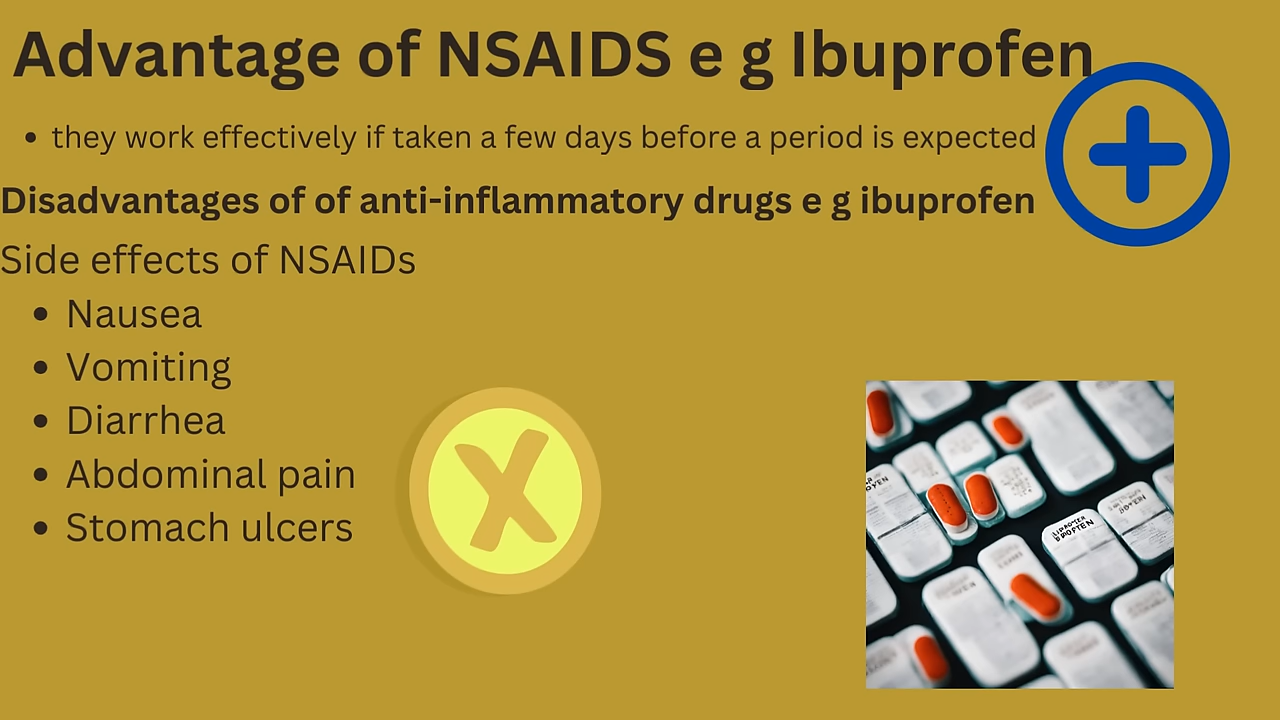 Advantage of NSAIDS e g Ibuprofen
• they work effectively if taken a few days before a period is expected
Disadvantages of of anti-inflammatory drugs e g ibuprofen
Side effects of NSAIDs
• Nausea
• Vomiting
• Diarrhea
• Abdominal pain
• Stomach ulcers
X